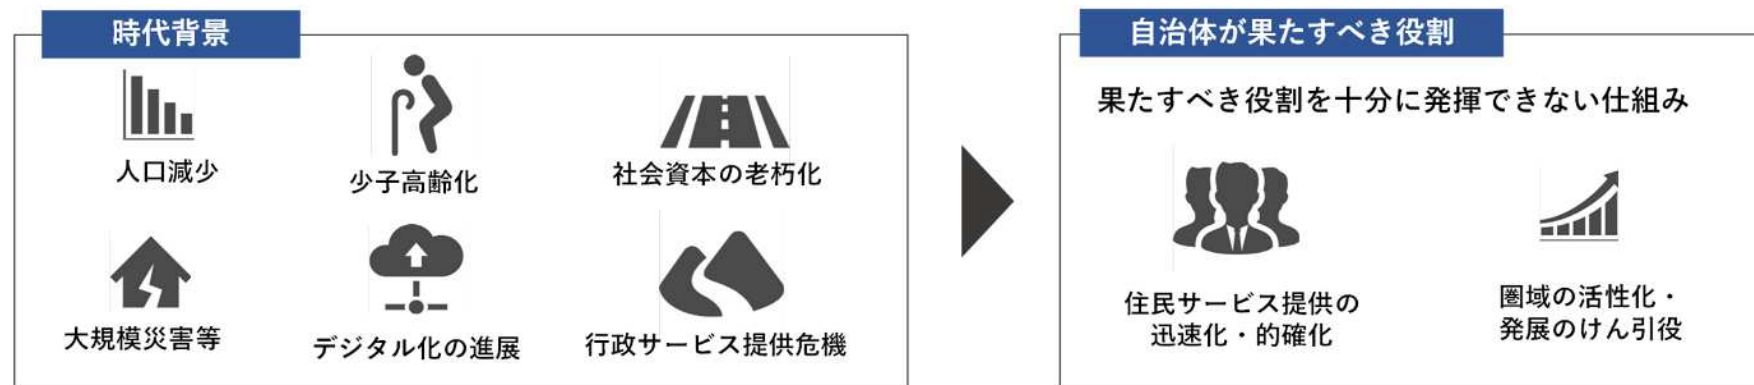 時代背景
人口減少
少子高齢化
社会資本の老朽化
大規模災害等
デジタル化の進展
行政サービス提供危機
自治体が果たすべき役割
果たすべき役割を十分に発揮できない仕組み
住民サービス提供の
迅速化・的確化
圏域の活性化・
発展のけん引役